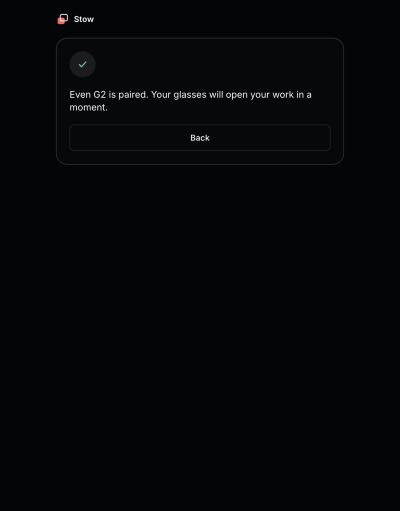 Stow
Even G2 is paired. Your glasses will open your work in a
moment.
Back